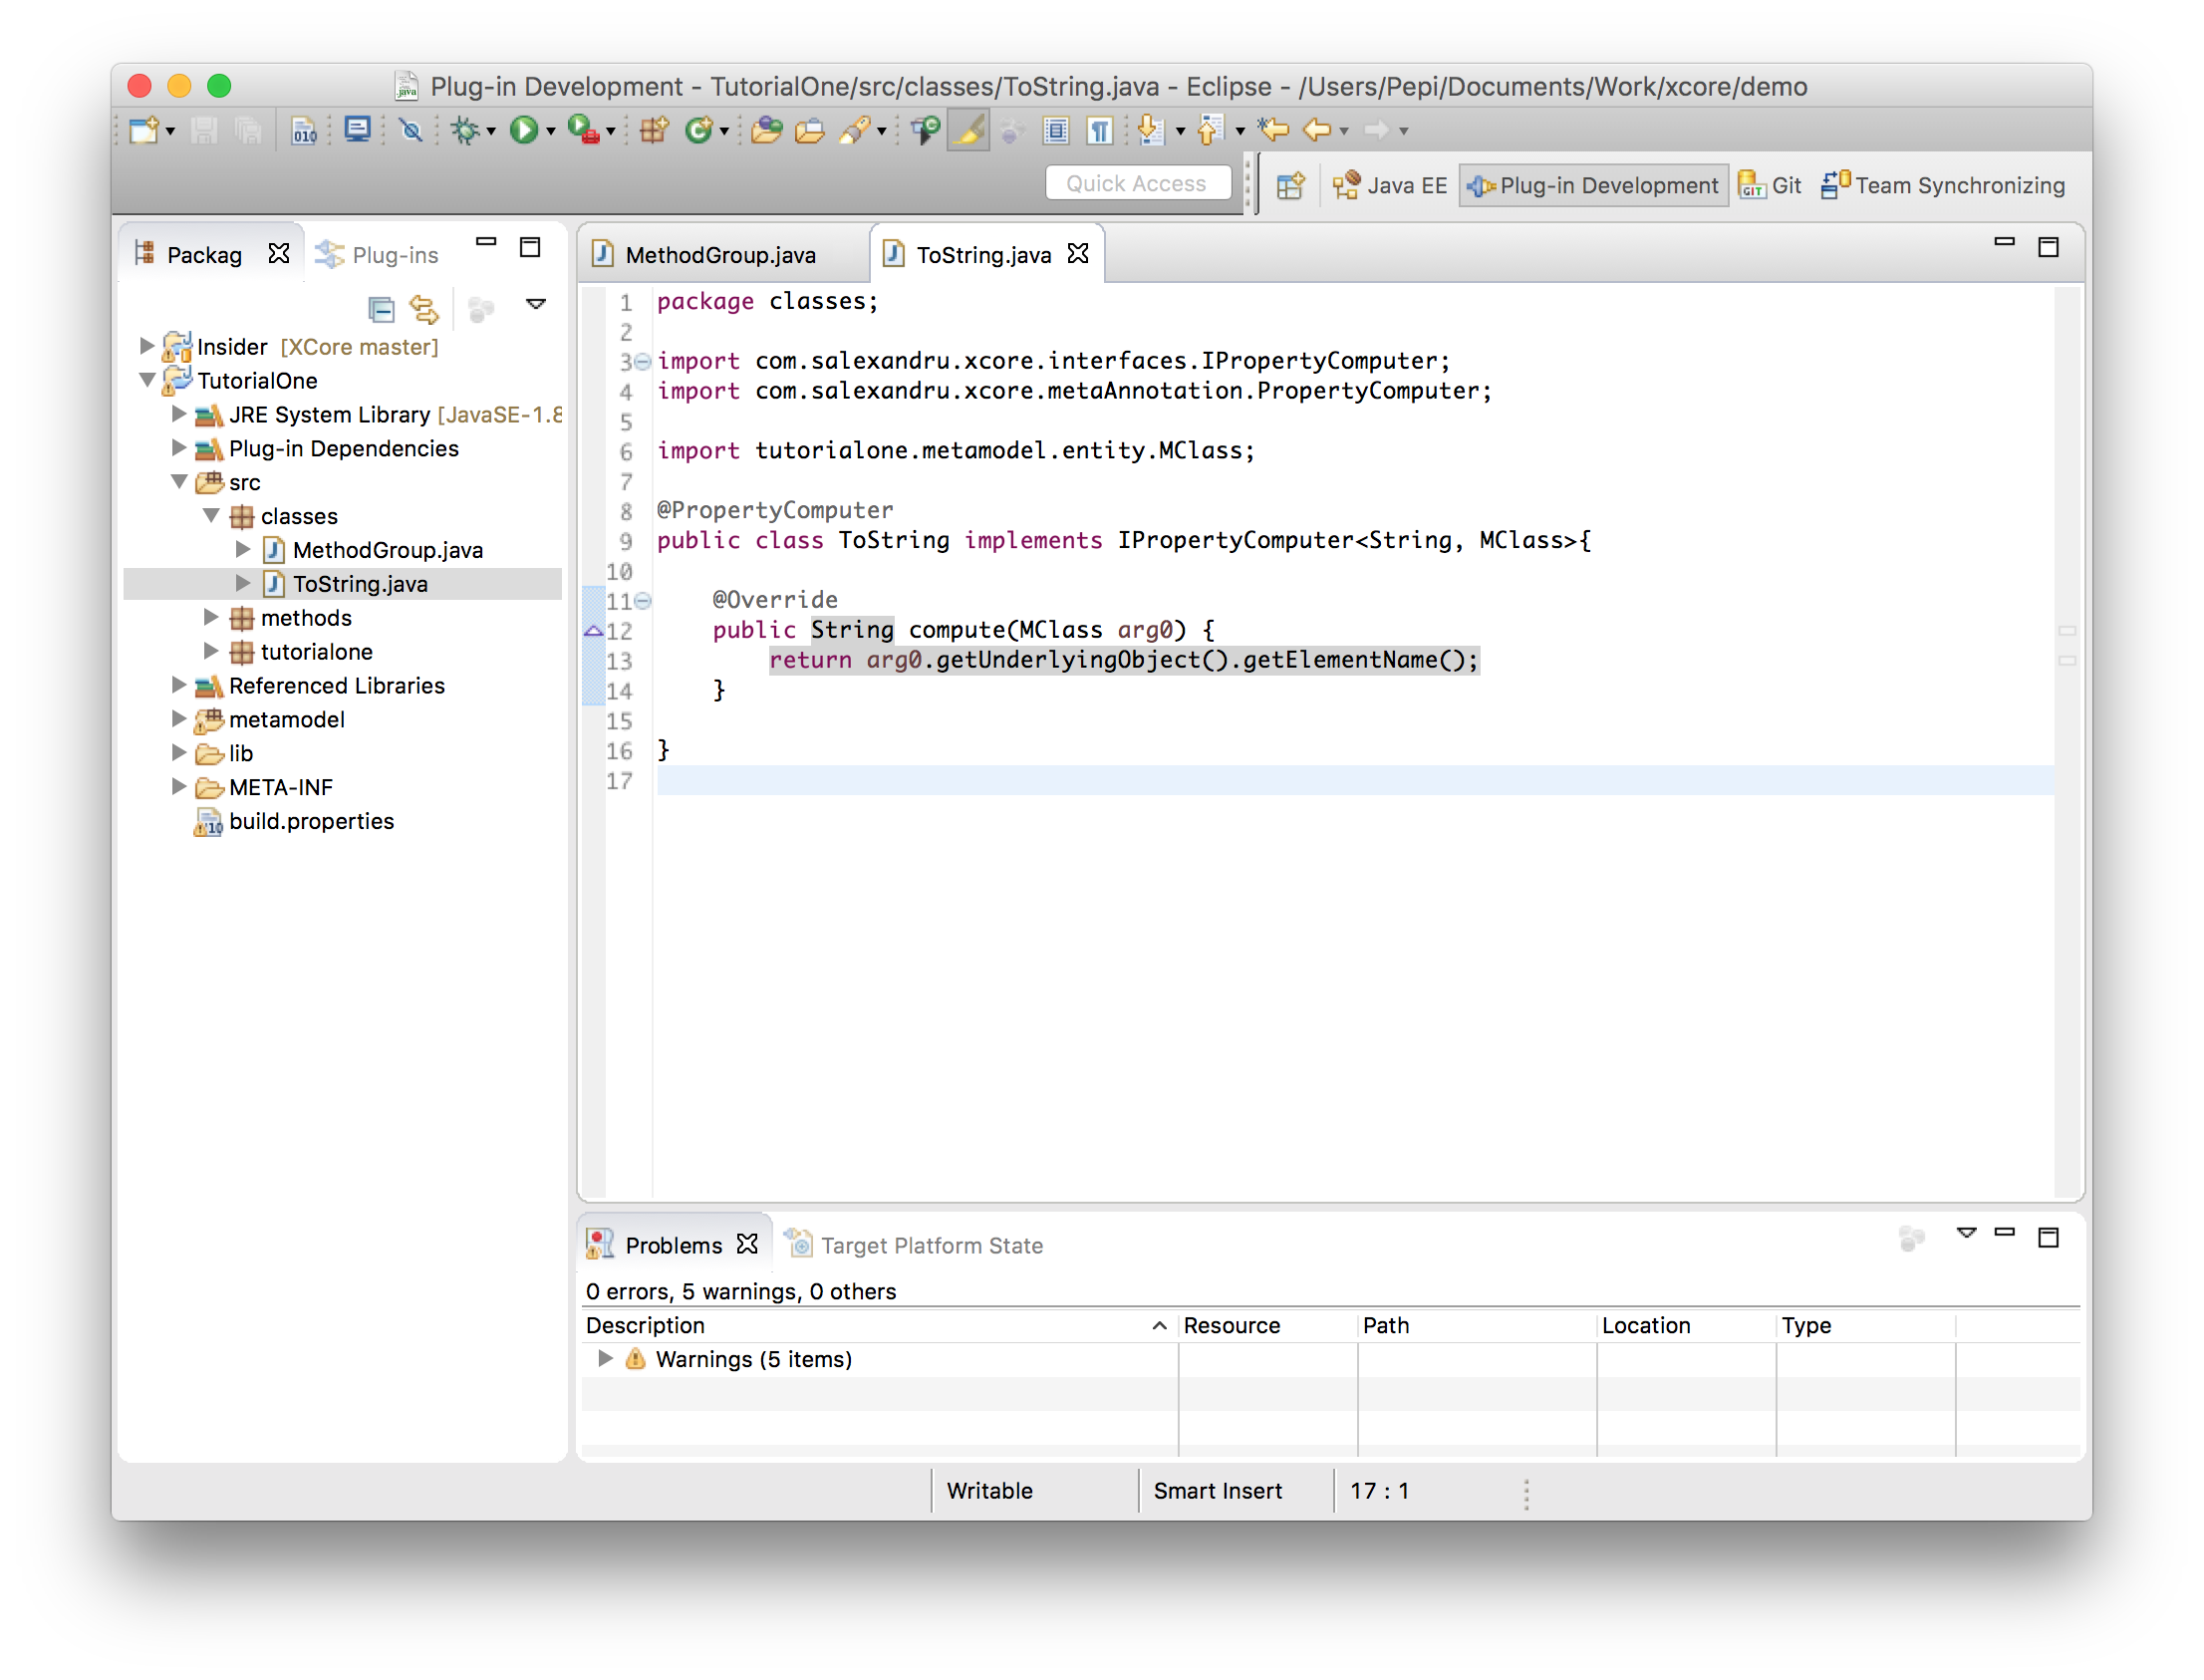 Plug-in Development - TutorialOne/src/classes/ToString.java - Eclipse - /Users/Pepi/Documents/Work/xcore/demo
Quick Access
Java EE
Plug-in Development
Git
Team Synchronizing
Packag
Plug-ins
Insider [XCore master]
TutorialOne
JRE System Library [JavaSE-1.8
Plug-in Dependencies
src
classes
MethodGroup.java
ToString.java
methods
tutorialone
Referenced Libraries
metamodel
lib
META-INF
build.properties
MethodGroup.java
ToString.java
1 package classes;
2
3 import com.salexandru.xcore.interfaces.IPropertyComputer;
4 import com.salexandru.xcore.metaAnnotation.PropertyComputer;
5
6 import tutorialone.metamodel.entity.MClass;
7
8 @PropertyComputer
9 public class ToString implements IPropertyComputer<String, MClass>{
10
11 @Override
12 public String compute(MClass arg0) {
13 return arg0.getUnderlyingObject().getElementName();
14 }
15
16 }
17
Problems
Target Platform State
0 errors, 5 warnings, 0 others
Description Resource Path Location Type
Warnings (5 items)
Writable Smart Insert 17 : 1